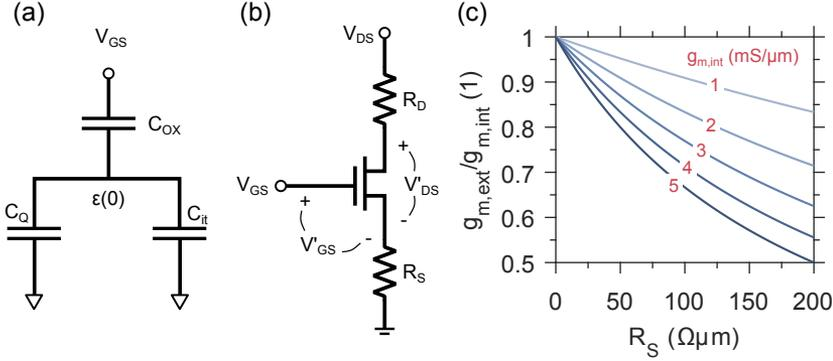 (a)
V_GS
C_OX
ε(0)
C_Q
C_it
(b)
V_DS
R_D
+
V'_DS
-
V_GS
+
V'_GS
-
R_S
(c)
g_m,ext/g_m,int (1)
1
0.9
0.8
0.7
0.6
0.5
g_m,int (mS/μm)
1
2
3
4
5
0 50 100 150 200
R_S (Ωμm)